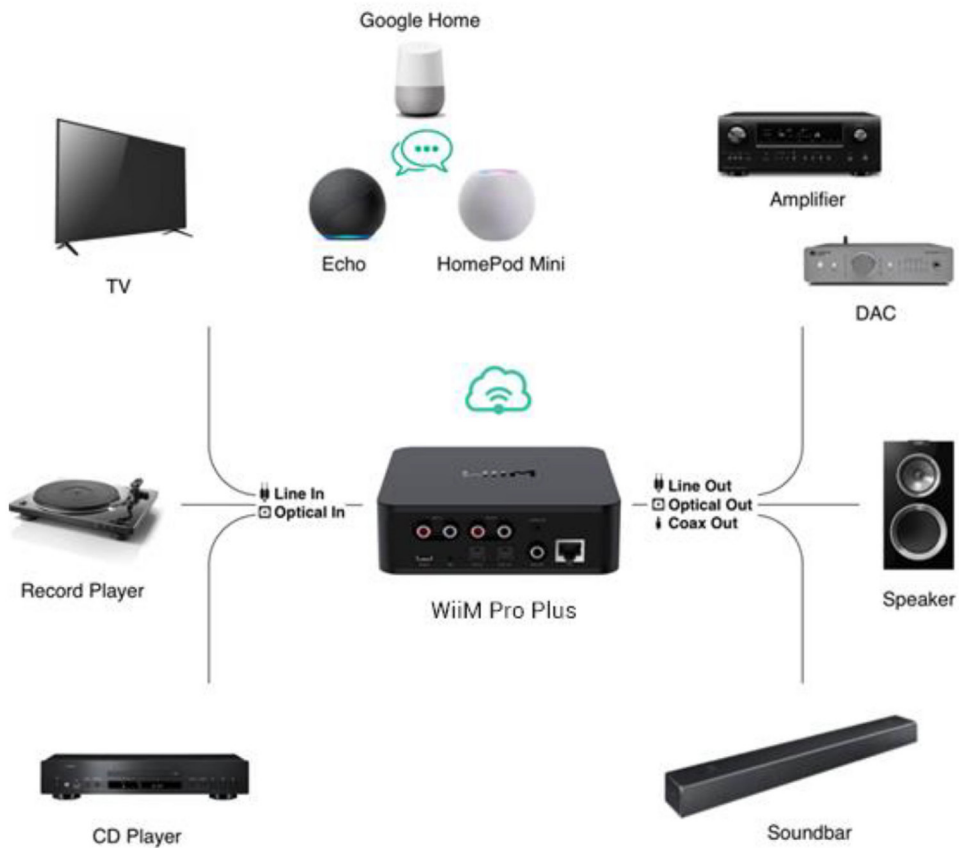 Google Home
Amplifier
Echo
HomePod Mini
TV
DAC
WiiM
Line In
Optical In
Line Out
Optical Out
Coax Out
Record Player
WiiM Pro Plus
Speaker
CD Player
Soundbar